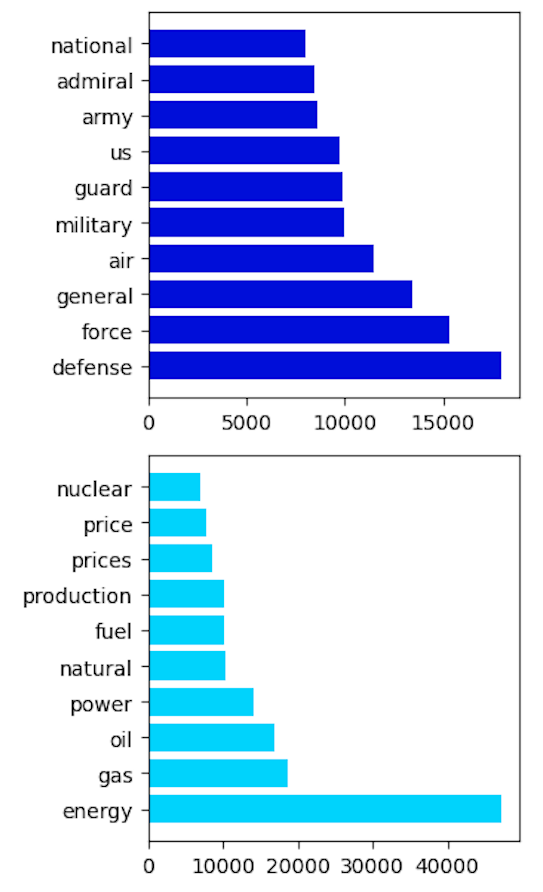 national
admiral
army
us
guard
military
air
general
force
defense
0 5000 10000 15000
nuclear
price
prices
production
fuel
natural
power
oil
gas
energy
0 10000 20000 30000 40000